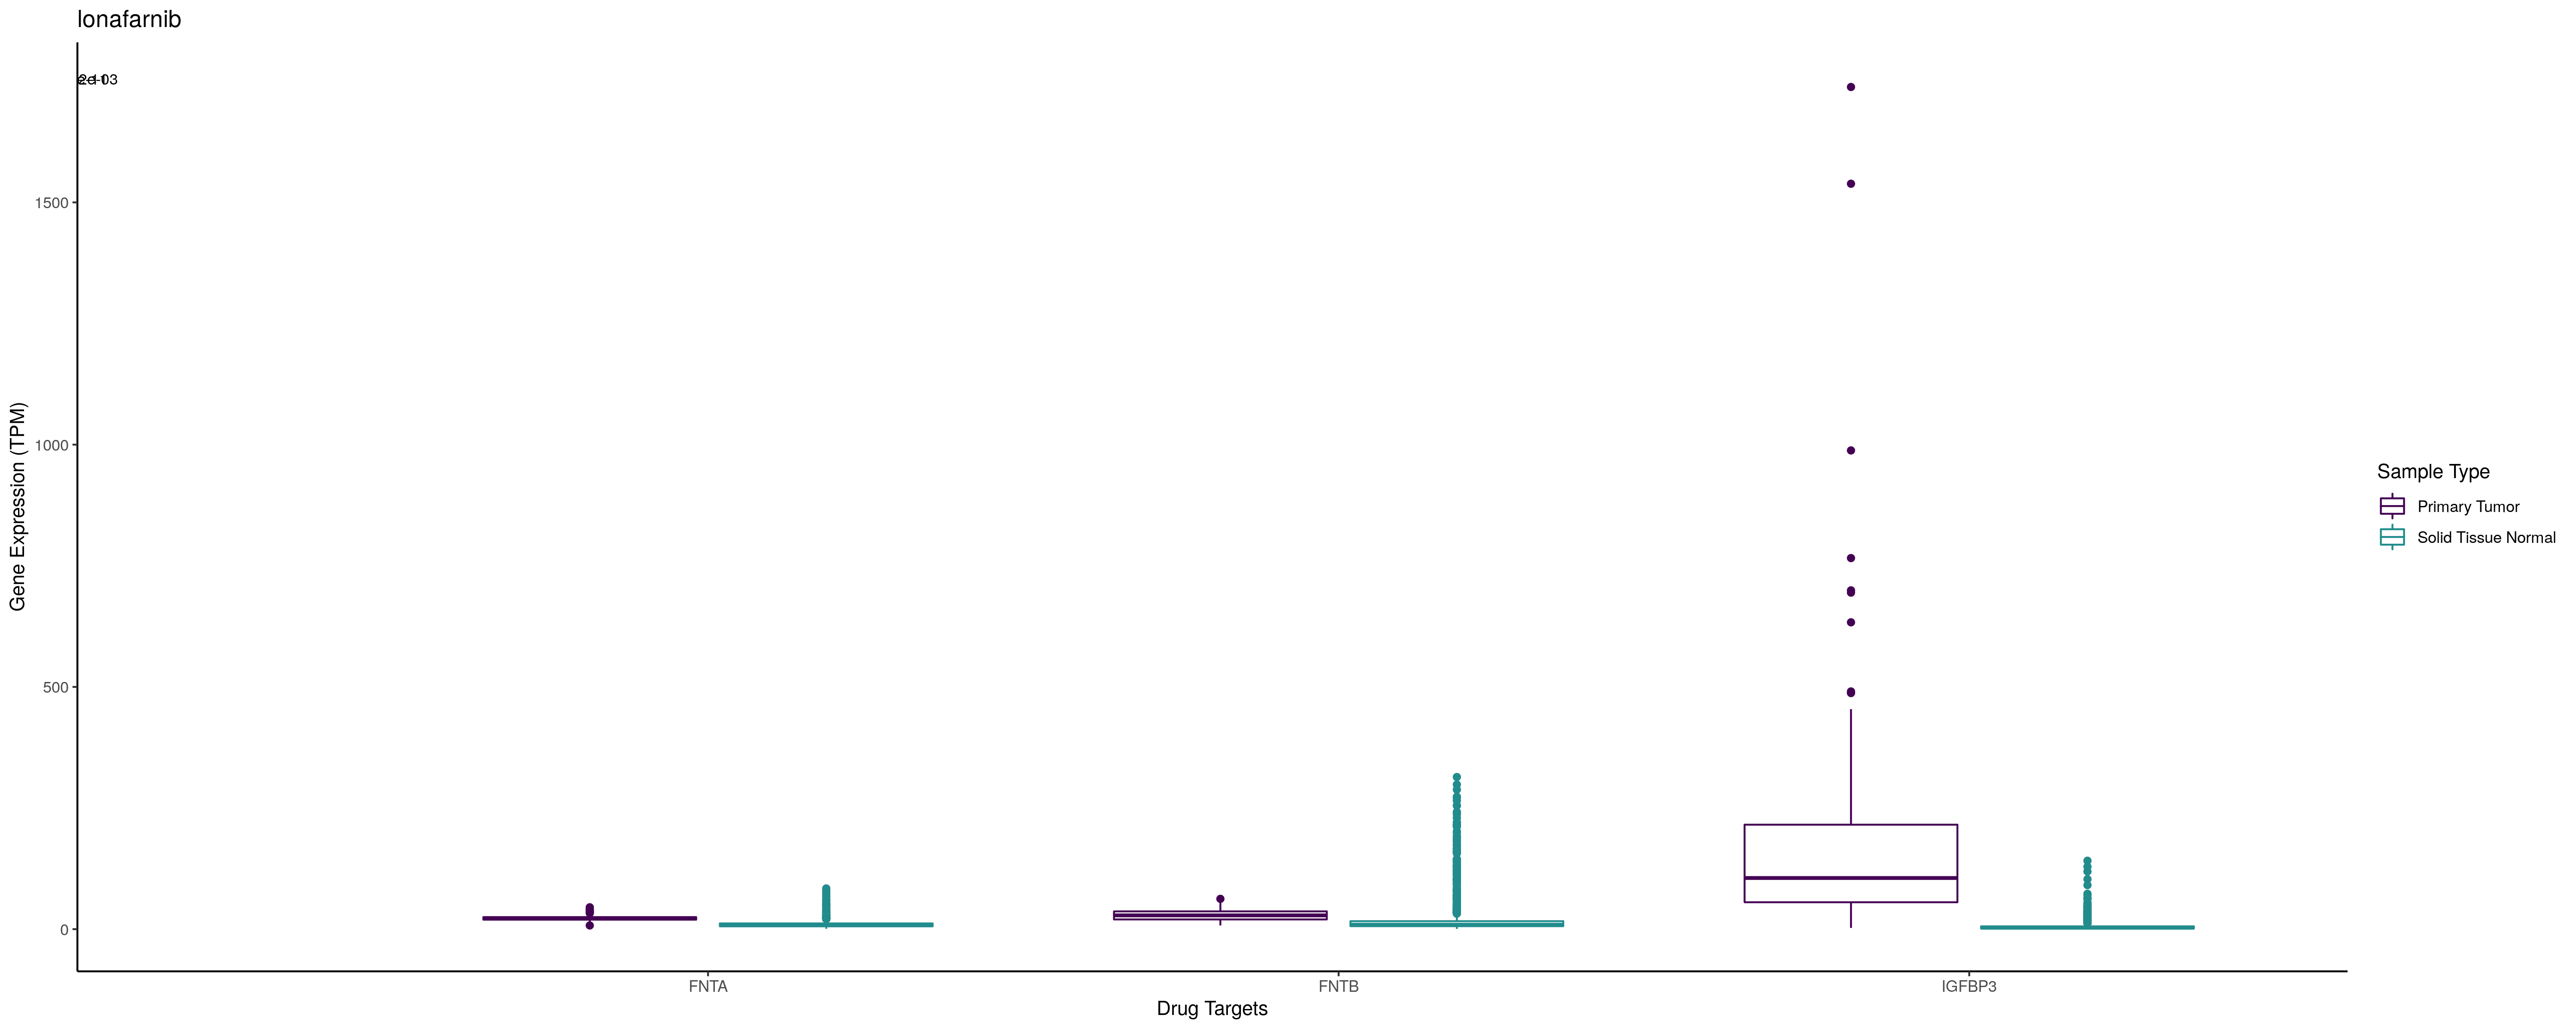 lonafarnib
1500
1000
500
0
Gene Expression (TPM)
FNTA
FNTB
IGFBP3
Drug Targets
Sample Type
Primary Tumor
Solid Tissue Normal